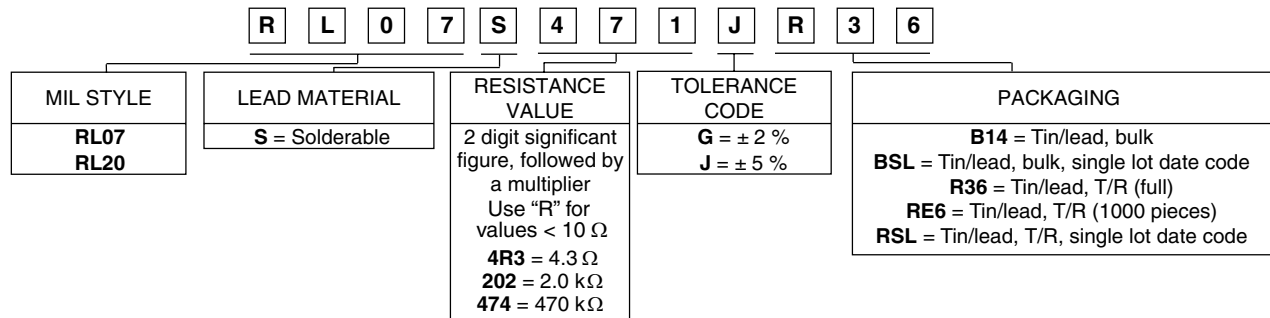 R L 0 7 S 4 7 1 J R 3 6
MIL STYLE
RL07
RL20
LEAD MATERIAL
S = Solderable
RESISTANCE
VALUE
2 digit significant
figure, followed by
a multiplier
Use “R” for
values < 10 Ω
4R3 = 4.3 Ω
202 = 2.0 kΩ
474 = 470 kΩ
TOLERANCE
CODE
G = ± 2 %
J = ± 5 %
PACKAGING
B14 = Tin/lead, bulk
BSL = Tin/lead, bulk, single lot date code
R36 = Tin/lead, T/R (full)
RE6 = Tin/lead, T/R (1000 pieces)
RSL = Tin/lead, T/R, single lot date code